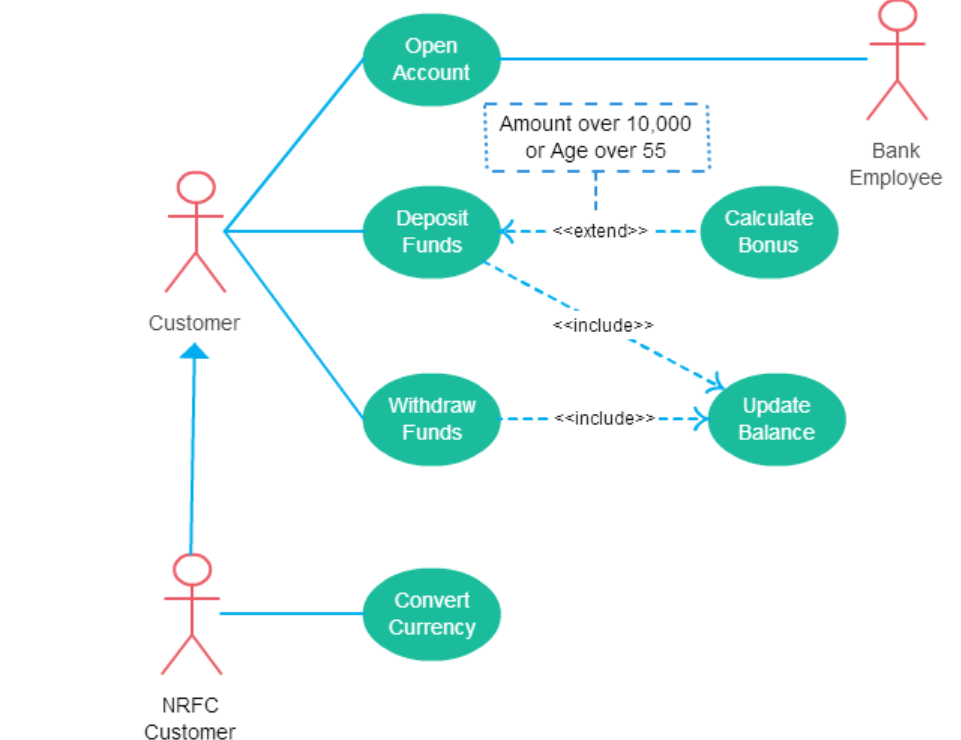 Open
Account
Amount over 10,000
or Age over 55
Bank
Employee
Deposit
Funds
<<extend>>
Calculate
Bonus
Customer
<<include>>
Withdraw
Funds
<<include>>
Update
Balance
Convert
Currency
NRFC
Customer